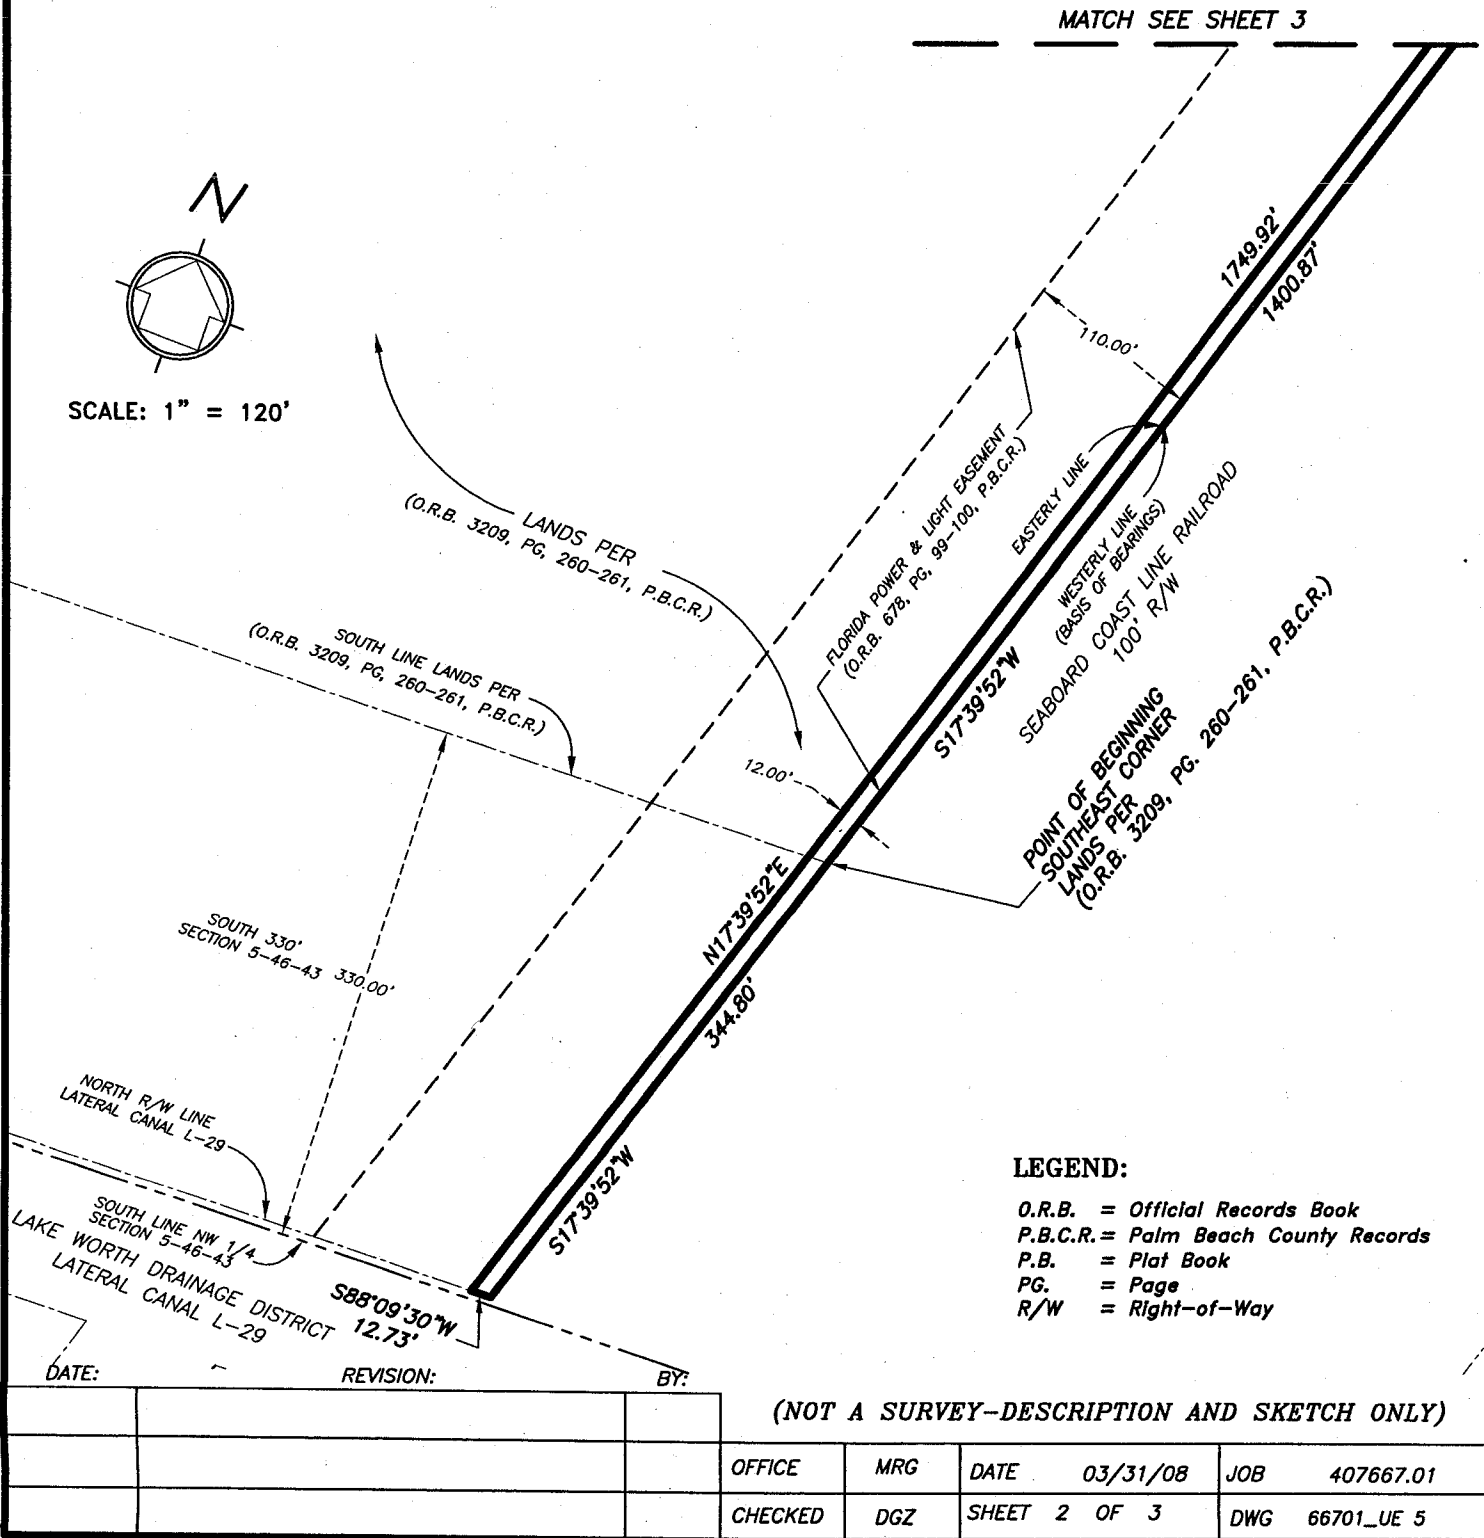 MATCH SEE SHEET 3
N
SCALE: 1" = 120'
1749.92'
1400.87'
110.00'
LANDS PER
(O.R.B. 3209, PG, 260-261, P.B.C.R.)
SOUTH LINE LANDS PER
(O.R.B. 3209, PG, 260-261, P.B.C.R.)
FLORIDA POWER & LIGHT EASEMENT
(O.R.B. 678, PG, 99-100, P.B.C.R.)
EASTERLY LINE
WESTERLY LINE
(BASIS OF BEARINGS)
SEABOARD COAST LINE RAILROAD
100' R/W
S17°39'52"W
12.00'
POINT OF BEGINNING
SOUTHEAST CORNER
LANDS PER
(O.R.B. 3209, PG. 260-261, P.B.C.R.)
N17°39'52"E
344.80'
SOUTH 330'
SECTION 5-46-43
330.00'
NORTH R/W LINE
LATERAL CANAL L-29
S17°39'52"W
SOUTH LINE NW 1/4
SECTION 5-46-43
LAKE WORTH DRAINAGE DISTRICT
LATERAL CANAL L-29
S88°09'30"W
12.73'
LEGEND:
O.R.B. = Official Records Book
P.B.C.R. = Palm Beach County Records
P.B. = Plat Book
PG. = Page
R/W = Right-of-Way
DATE: REVISION: BY:
(NOT A SURVEY-DESCRIPTION AND SKETCH ONLY)
OFFICE MRG DATE 03/31/08 JOB 407667.01
CHECKED DGZ SHEET 2 OF 3 DWG 66701_UE 5